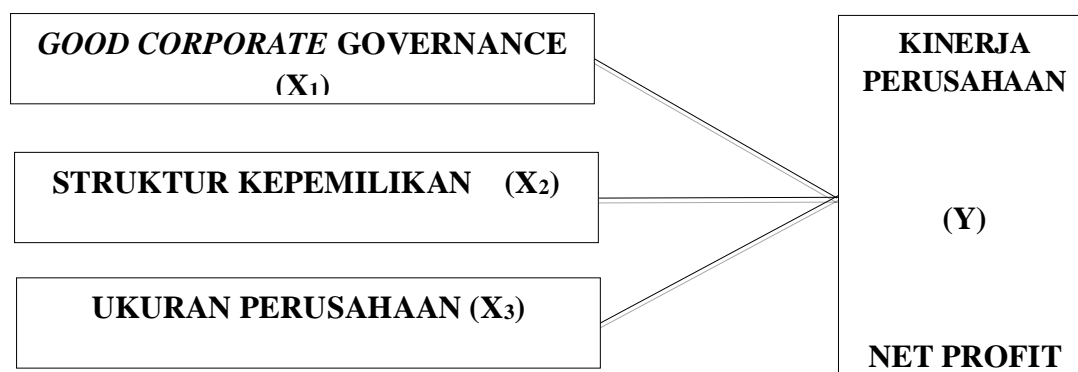 GOOD CORPORATE GOVERNANCE
(X1)
STRUKTUR KEPEMILIKAN (X2)
UKURAN PERUSAHAAN (X3)
KINERJA
PERUSAHAAN
(Y)
NET PROFIT